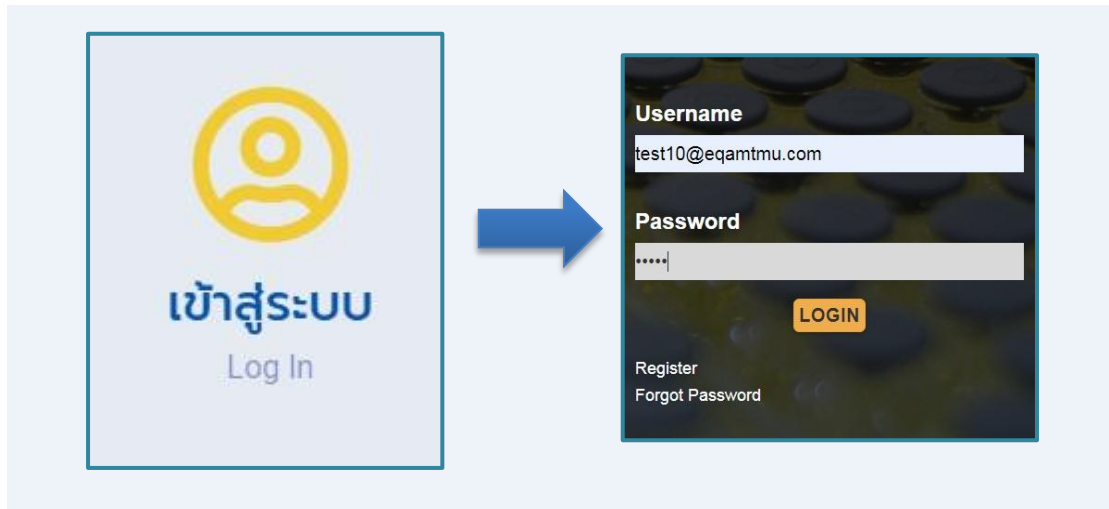 เข้าสู่ระบบ
Log In
Username
test10@eqamtmu.com
Password
•••••
LOGIN
Register
Forgot Password